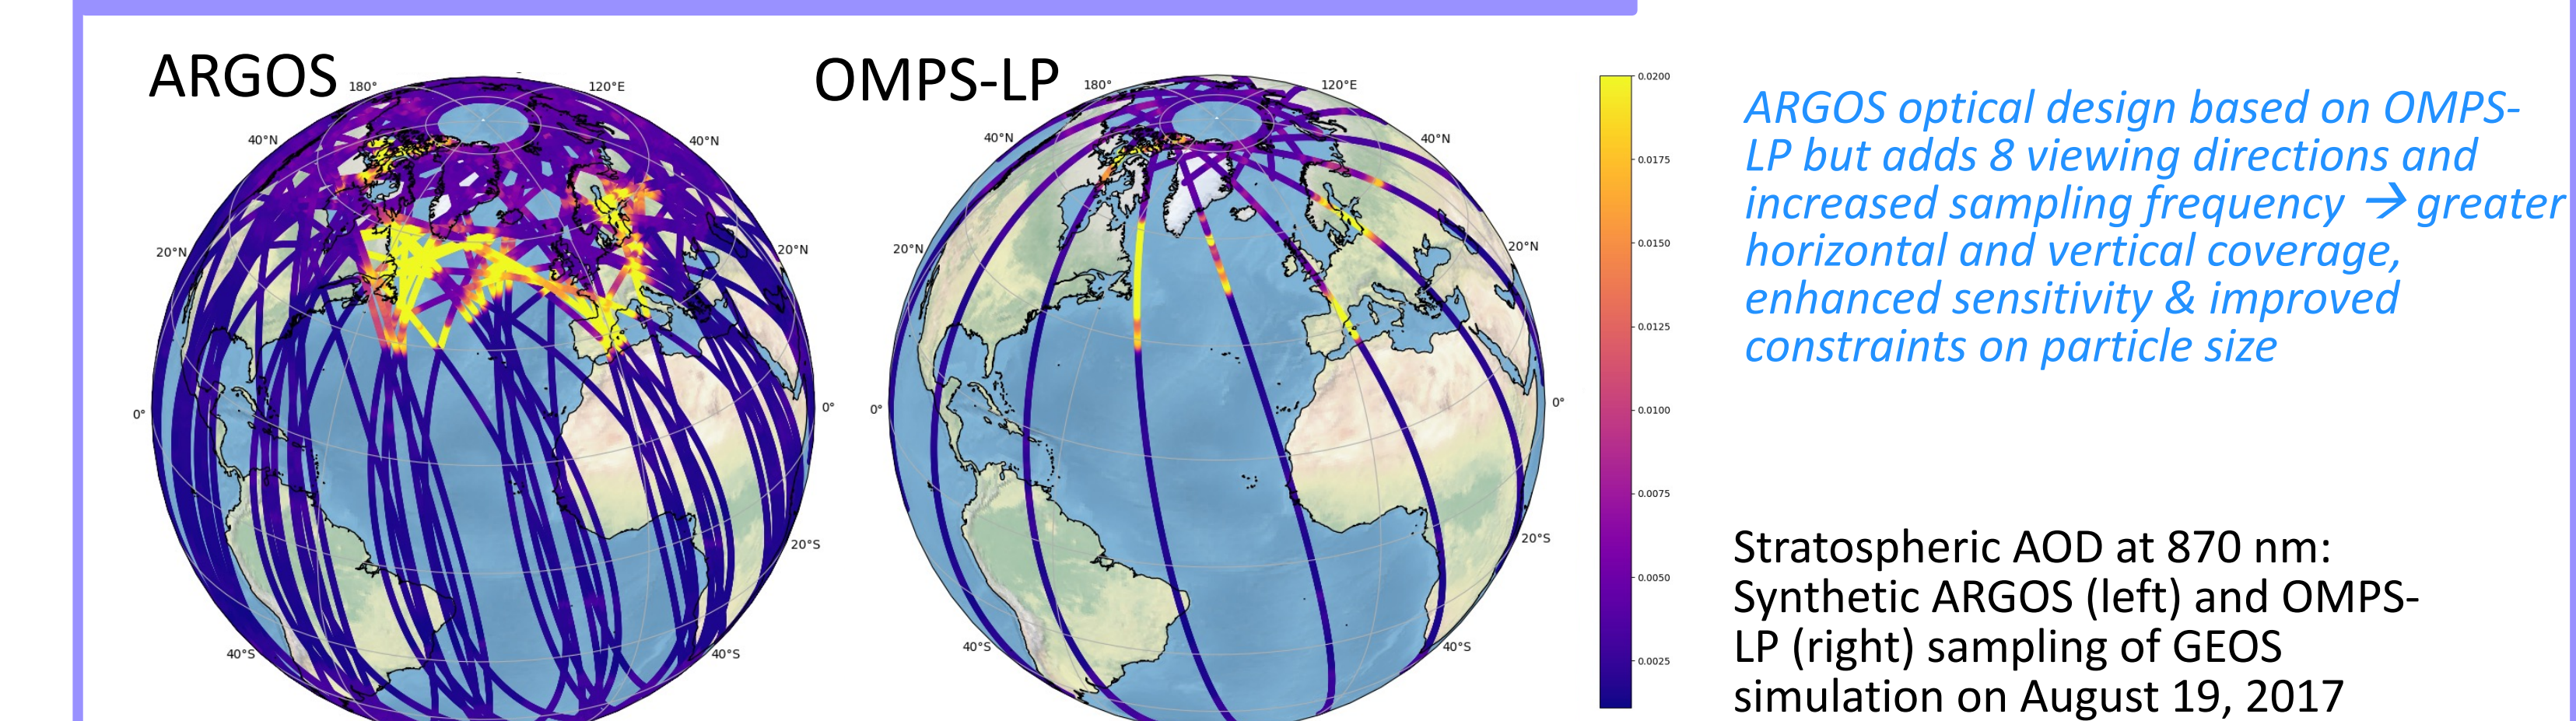 ARGOS
180°
120°E
40°N
40°N
20°N
20°N
0°
0°
20°S
40°S
40°S
OMPS-LP
180°
120°E
40°N
40°N
20°N
20°N
0°
0°
20°S
40°S
40°S
0.0200
0.0175
0.0150
0.0125
0.0100
0.0075
0.0050
0.0025
ARGOS optical design based on OMPS-
LP but adds 8 viewing directions and
increased sampling frequency → greater
horizontal and vertical coverage,
enhanced sensitivity & improved
constraints on particle size
Stratospheric AOD at 870 nm:
Synthetic ARGOS (left) and OMPS-
LP (right) sampling of GEOS
simulation on August 19, 2017